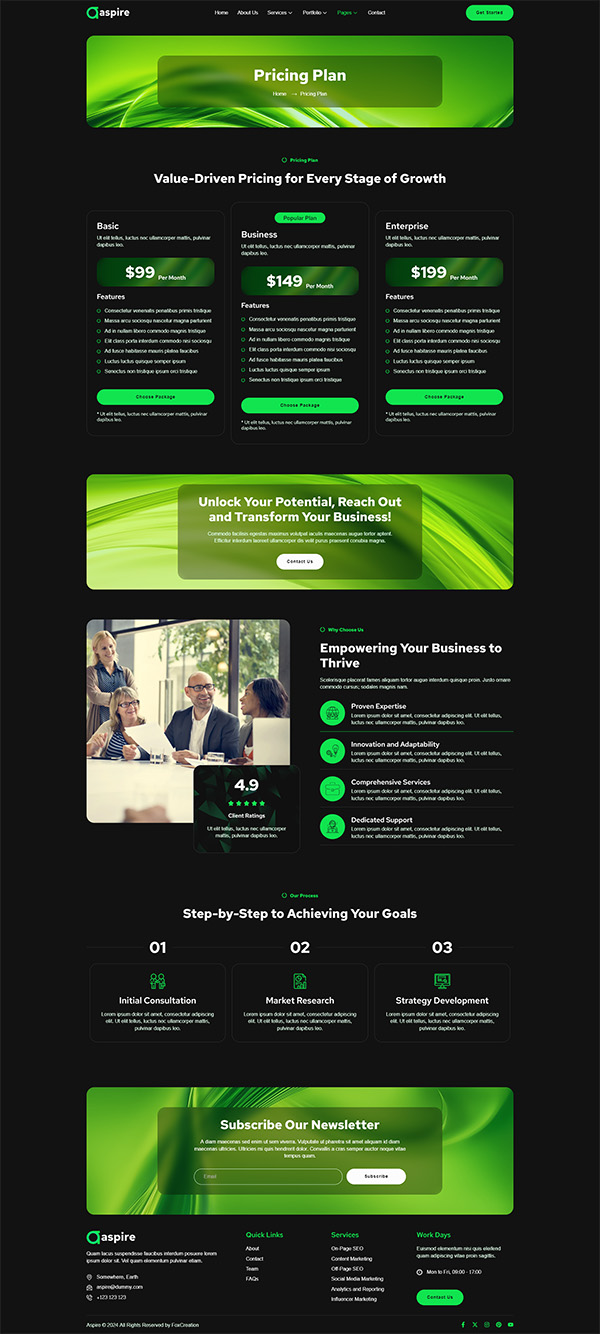 aspire
Home About Us Services Portfolio Pages Contact Get Started
Pricing Plan
Home → Pricing Plan
Pricing Plan
Value-Driven Pricing for Every Stage of Growth
Basic
Ut elit tellus, luctus nec ullamcorper mattis, pulvinar
dapibus leo.
$99 Per Month
Features
Consectetur venenatis penatibus primis tristique
Massa arcu sociosqu nascetur magna parturient
Ad in nullam libero commodo magnis tristique
Elit class porta interdum commodo nisi sociosqu
Ad fusce habitasse mauris platea faucibus
Luctus luctus quisque semper ipsum
Senectus non tristique ipsum orci tristique
Choose Package
* Ut elit tellus, luctus nec ullamcorper mattis, pulvinar
dapibus leo.
Popular Plan
Business
Ut elit tellus, luctus nec ullamcorper mattis, pulvinar
dapibus leo.
$149 Per Month
Features
Consectetur venenatis penatibus primis tristique
Massa arcu sociosqu nascetur magna parturient
Ad in nullam libero commodo magnis tristique
Elit class porta interdum commodo nisi sociosqu
Ad fusce habitasse mauris platea faucibus
Luctus luctus quisque semper ipsum
Senectus non tristique ipsum orci tristique
Choose Package
* Ut elit tellus, luctus nec ullamcorper mattis, pulvinar
dapibus leo.
Enterprise
Ut elit tellus, luctus nec ullamcorper mattis, pulvinar
dapibus leo.
$199 Per Month
Features
Consectetur venenatis penatibus primis tristique
Massa arcu sociosqu nascetur magna parturient
Ad in nullam libero commodo magnis tristique
Elit class porta interdum commodo nisi sociosqu
Ad fusce habitasse mauris platea faucibus
Luctus luctus quisque semper ipsum
Senectus non tristique ipsum orci tristique
Choose Package
* Ut elit tellus, luctus nec ullamcorper mattis, pulvinar
dapibus leo.
Unlock Your Potential, Reach Out
and Transform Your Business!
Commodo facilisis egestas maximus volutpat iaculis maecenas augue tortor aptent.
Efficitur interdum laoreet ullamcorper dis velit purus praesent conubia magna.
Contact Us
Why Choose Us
Empowering Your Business to
Thrive
Scelerisque placerat fames aliquam tortor augue interdum quisque proin. Justo ornare
commodo cursus; sodales magnis nam.
Proven Expertise
Lorem ipsum dolor sit amet, consectetur adipiscing elit. Ut elit tellus,
luctus nec ullamcorper mattis, pulvinar dapibus leo.
Innovation and Adaptability
Lorem ipsum dolor sit amet, consectetur adipiscing elit. Ut elit tellus,
luctus nec ullamcorper mattis, pulvinar dapibus leo.
Comprehensive Services
Lorem ipsum dolor sit amet, consectetur adipiscing elit. Ut elit tellus,
luctus nec ullamcorper mattis, pulvinar dapibus leo.
Dedicated Support
Lorem ipsum dolor sit amet, consectetur adipiscing elit. Ut elit tellus,
luctus nec ullamcorper mattis, pulvinar dapibus leo.
4.9
Client Ratings
Ut elit tellus, luctus nec ullamcorper
mattis, pulvinar dapibus leo.
Our Process
Step-by-Step to Achieving Your Goals
01
Initial Consultation
Lorem ipsum dolor sit amet, consectetur adipiscing
elit. Ut elit tellus, luctus nec ullamcorper mattis,
pulvinar dapibus leo.
02
Market Research
Lorem ipsum dolor sit amet, consectetur adipiscing
elit. Ut elit tellus, luctus nec ullamcorper mattis,
pulvinar dapibus leo.
03
Strategy Development
Lorem ipsum dolor sit amet, consectetur adipiscing
elit. Ut elit tellus, luctus nec ullamcorper mattis,
pulvinar dapibus leo.
Subscribe Our Newsletter
A diam maecenas sed enim ut sem viverra. Vulputate ut pharetra sit amet aliquam id diam
maecenas ultricies. Ultricies mi quis hendrerit dolor. Convallis a cras semper auctor neque vitae
tempus quam.
Email Subscribe
aspire
Quam lacus suspendisse faucibus interdum posuere lorem
ipsum dolor sit. Vel quam elementum pulvinar etiam.
Somewhere, Earth
aspire@dummy.com
+123 123 123
Quick Links
About
Contact
Team
FAQs
Services
On-Page SEO
Content Marketing
Off-Page SEO
Social Media Marketing
Analytics and Reporting
Influencer Marketing
Work Days
Euismod elementum nisi quis eleifend
quam adipiscing vitae proin sagittis.
Mon to Fri, 09:00 - 17:00
Contact Us
Aspire © 2024 All Rights Reserved by FoxCreation